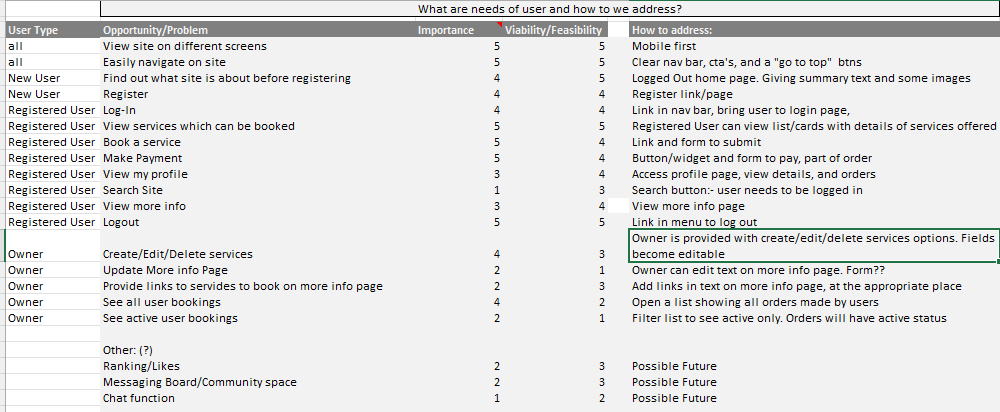 What are needs of user and how to we address?
User Type Opportunity/Problem Importance Viability/Feasibility How to address:
all View site on different screens 5 5 Mobile first
all Easily navigate on site 5 5 Clear nav bar, cta's, and a "go to top" btns
New User Find out what site is about before registering 4 5 Logged Out home page. Giving summary text and some images
New User Register 4 4 Register link/page
Registered User Log-In 4 4 Link in nav bar, bring user to login page,
Registered User View services which can be booked 5 5 Registered User can view list/cards with details of services offered
Registered User Book a service 5 4 Link and form to submit
Registered User Make Payment 5 4 Button/widget and form to pay, part of order
Registered User View my profile 3 4 Access profile page, view details, and orders
Registered User Search Site 1 3 Search button:- user needs to be logged in
Registered User View more info 3 4 View more info page
Registered User Logout 5 5 Link in menu to log out
Owner is provided with create/edit/delete services options. Fields
Owner Create/Edit/Delete services 4 3 become editable
Owner Update More info Page 2 1 Owner can edit text on more info page. Form??
Owner Provide links to servides to book on more info page 2 3 Add links in text on more info page, at the appropriate place
Owner See all user bookings 4 2 Open a list showing all orders made by users
Owner See active user bookings 2 1 Filter list to see active only. Orders will have active status
Other: (?)
Ranking/Likes 2 3 Possible Future
Messaging Board/Community space 2 3 Possible Future
Chat function 1 2 Possible Future